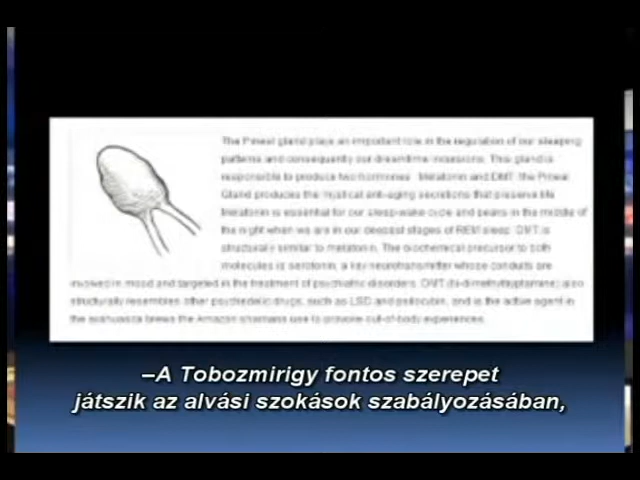 The Pineal gland plays an important role in the regulation of our sleeping
patterns and consequently our dreamtime This gland is
responsible to produce two hormones: Melatonin and DMT. the Pineal
Gland produces the mystical anti-aging secretions that preserve life
Melatonin is essential for our sleep-wake cycle and peaks in the middle of
the night when we are in our deepest stages of REM sleep. DMT is
structurally similar to melatonin. The biochemical precursor to both
molecules is serotonin, a key neurotransmitter whose conduits are
involved in mood and targeted in the treatment of psychiatric disorders. DMT also
structurally resembles other psychedelic drugs, such as LSD and psilocybin, and is the active agent in
the brews the Amazon shamans use to out-of-body experiences.
–A Tobozmirigy fontos szerepet
játszik az alvási szokások szabályozásában,